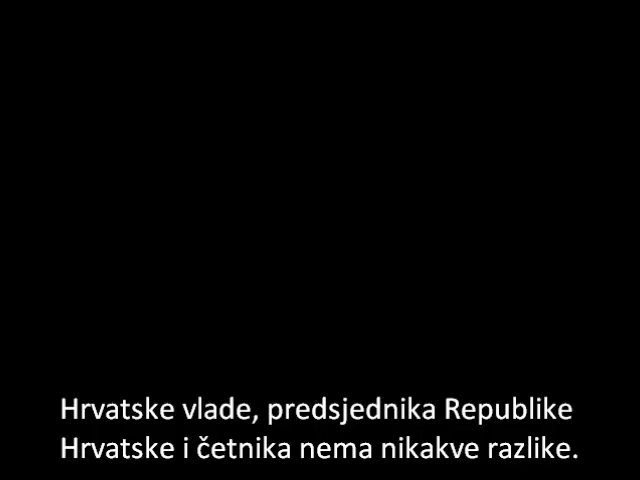 Hrvatske vlade, predsjednika Republike
Hrvatske i četnika nema nikakve razlike.